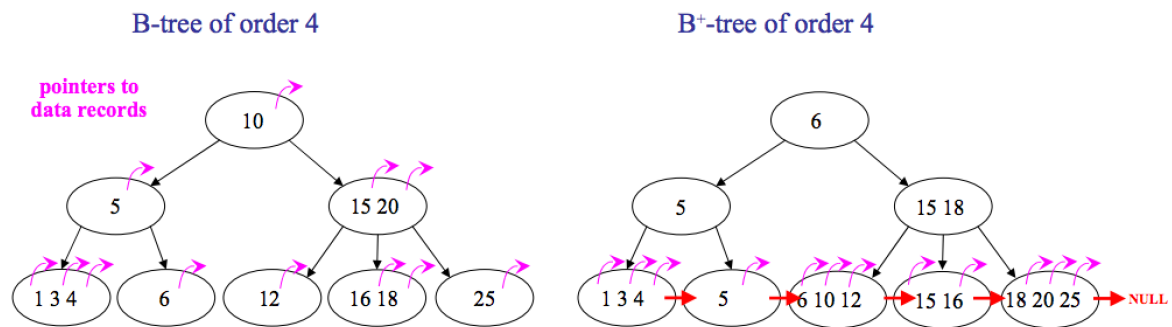 B-tree of order 4
B+-tree of order 4
pointers to
data records
10
5
15 20
1 3 4
6
12
16 18
25
6
5
15 18
1 3 4
5
6 10 12
15 16
18 20 25
NULL